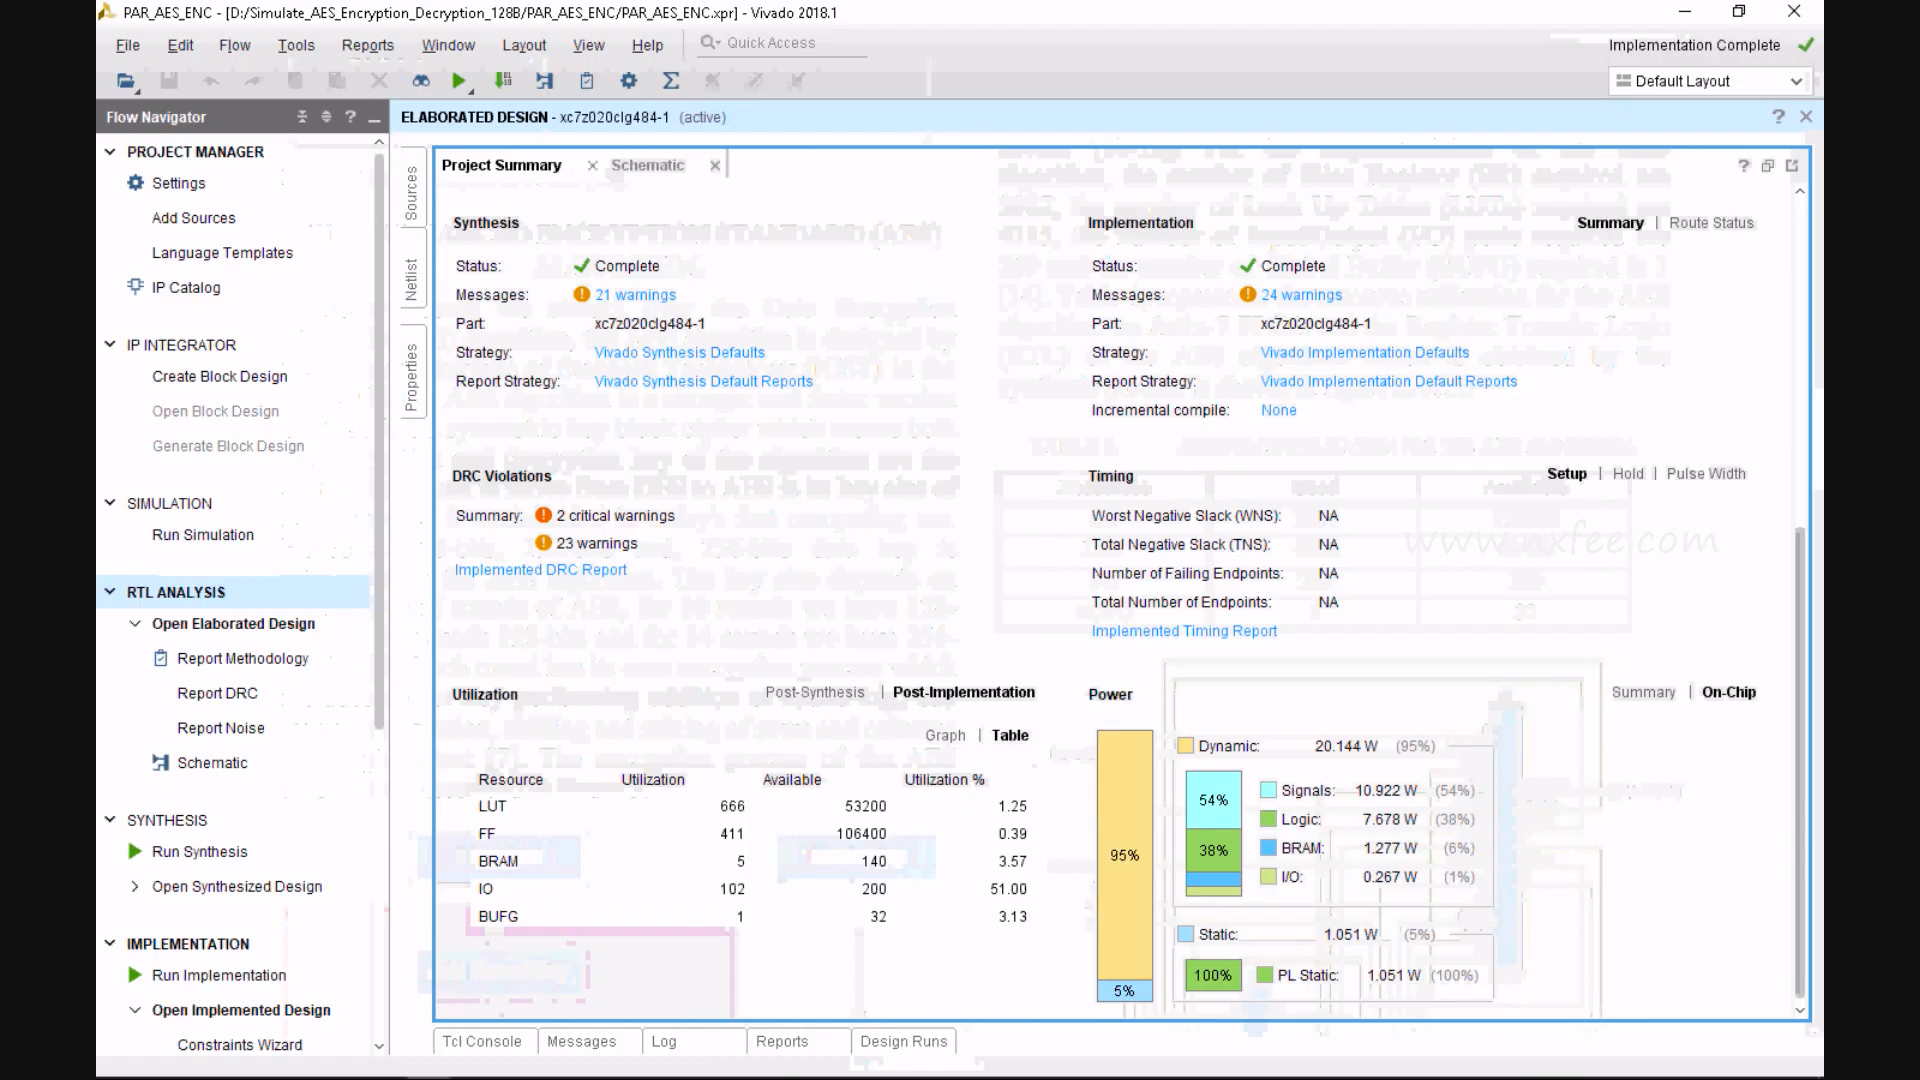 PAR_AES_ENC - [D:/Simulate_AES_Encryption_Decryption_128B/PAR_AES_ENC/PAR_AES_ENC.xpr] - Vivado 2018.1
File Edit Flow Tools Reports Window Layout View Help Quick Access
Implementation Complete
Default Layout
Flow Navigator
ELABORATED DESIGN - xc7z020clg484-1 (active)
PROJECT MANAGER
Settings
Add Sources
Language Templates
IP Catalog
IP INTEGRATOR
Create Block Design
Open Block Design
Generate Block Design
SIMULATION
Run Simulation
RTL ANALYSIS
Open Elaborated Design
Report Methodology
Report DRC
Report Noise
Schematic
SYNTHESIS
Run Synthesis
Open Synthesized Design
IMPLEMENTATION
Run Implementation
Open Implemented Design
Constraints Wizard
Sources
Netlist
Properties
Project Summary Schematic
Synthesis
Status: Complete
Messages: 21 warnings
Part: xc7z020clg484-1
Strategy: Vivado Synthesis Defaults
Report Strategy: Vivado Synthesis Default Reports
Implementation Summary | Route Status
Status: Complete
Messages: 24 warnings
Part: xc7z020clg484-1
Strategy: Vivado Implementation Defaults
Report Strategy: Vivado Implementation Default Reports
Incremental compile: None
DRC Violations
Summary: 2 critical warnings
23 warnings
Implemented DRC Report
Timing Setup | Hold | Pulse Width
Worst Negative Slack (WNS): NA
Total Negative Slack (TNS): NA
Number of Failing Endpoints: NA
Total Number of Endpoints: NA
Implemented Timing Report
www.nxfee.com
Utilization Post-Synthesis | Post-Implementation
Graph | Table
Resource Utilization Available Utilization %
LUT 666 53200 1.25
FF 411 106400 0.39
BRAM 5 140 3.57
IO 102 200 51.00
BUFG 1 32 3.13
Power Summary | On-Chip
95%
5%
Dynamic: 20.144 W (95%)
54% Signals: 10.922 W (54%)
38% Logic: 7.678 W (38%)
BRAM: 1.277 W (6%)
I/O: 0.267 W (1%)
Static: 1.051 W (5%)
100% PL Static: 1.051 W (100%)
Tcl Console Messages Log Reports Design Runs